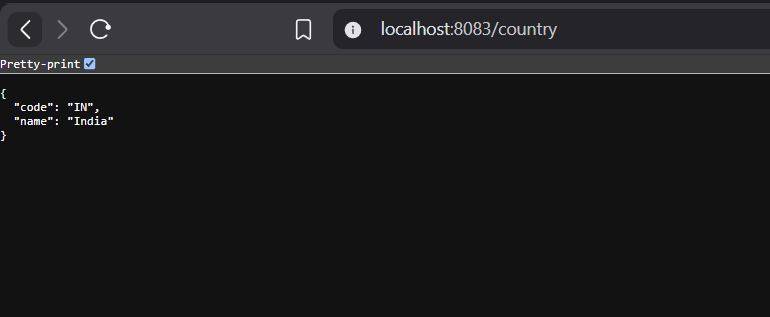 localhost:8083/country
Pretty-print
{
  "code": "IN",
  "name": "India"
}